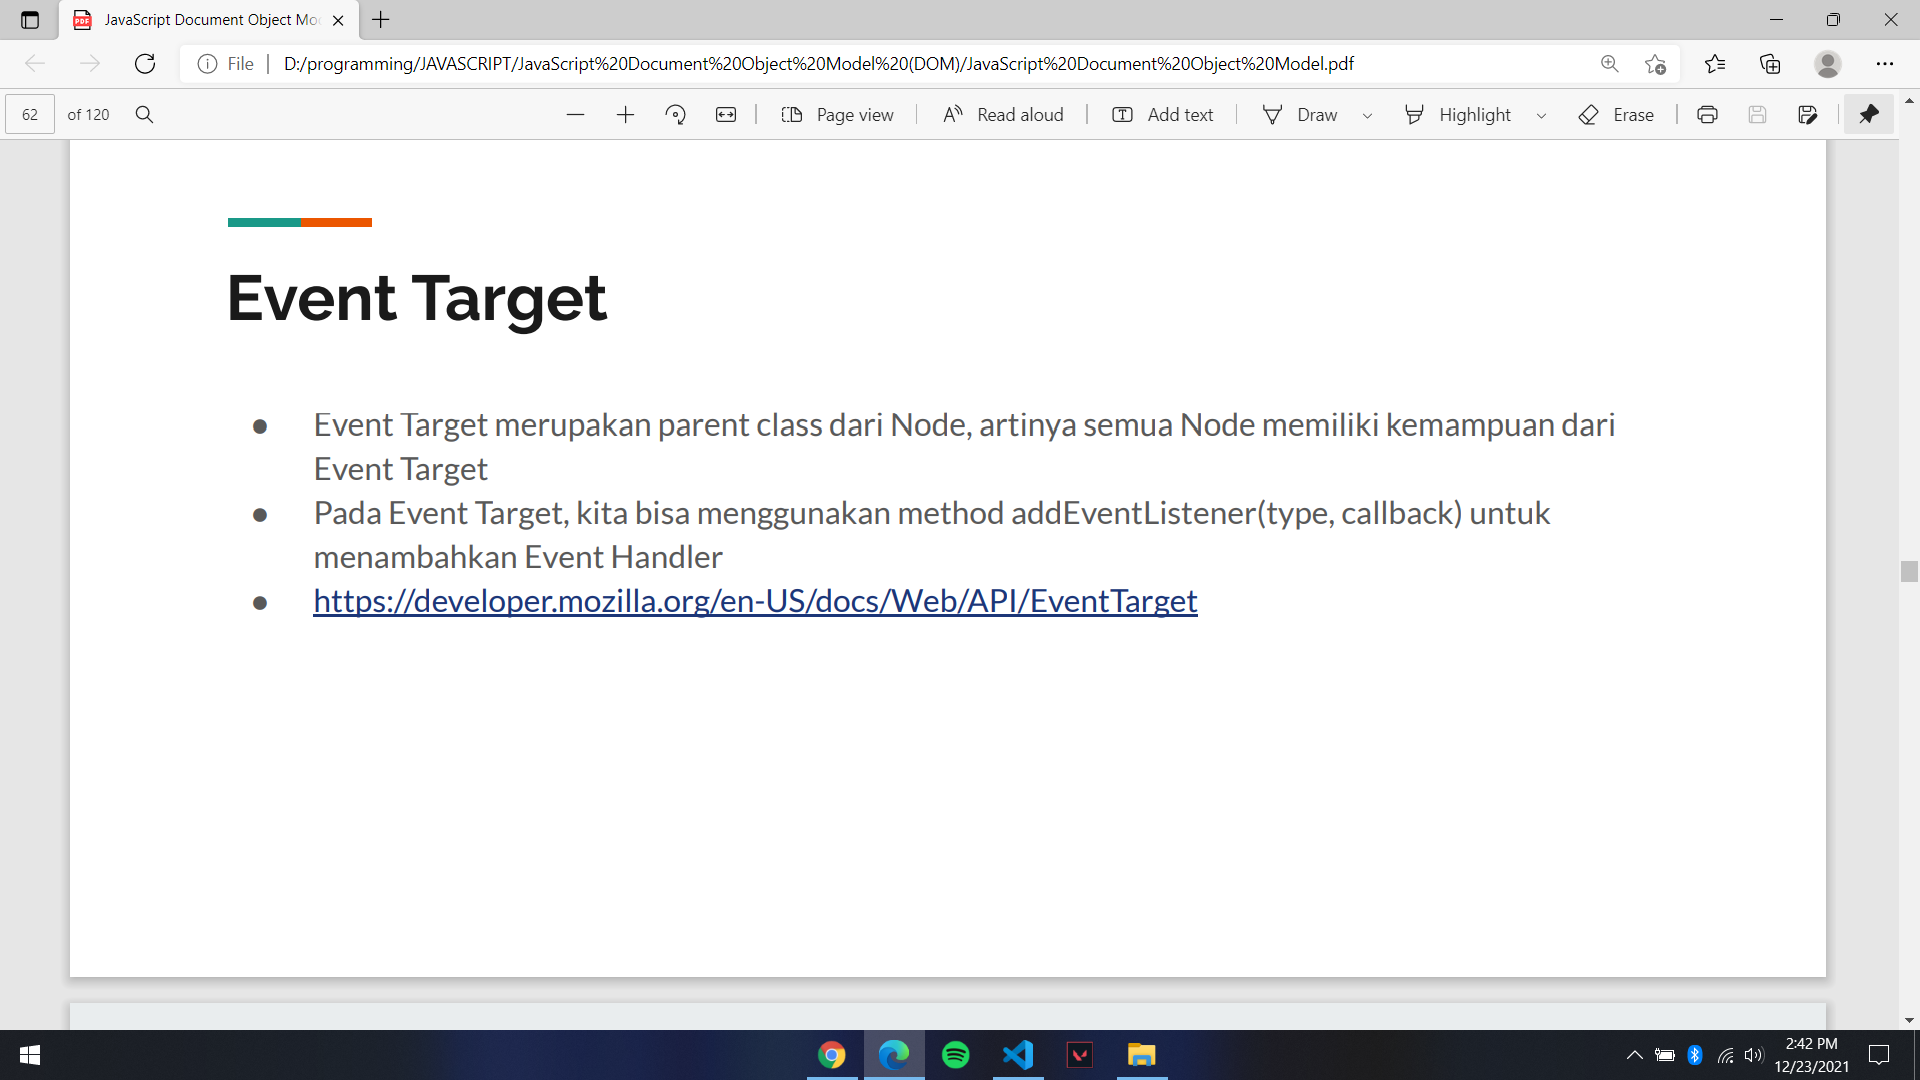 JavaScript Document Object Mo
File
D:/programming/JAVASCRIPT/JavaScript%20Document%20Object%20Model%20(DOM)/JavaScript%20Document%20Object%20Model.pdf
62 of 120
Page view
Read aloud
Add text
Draw
Highlight
Erase
Event Target
● Event Target merupakan parent class dari Node, artinya semua Node memiliki kemampuan dari
Event Target
● Pada Event Target, kita bisa menggunakan method addEventListener(type, callback) untuk
menambahkan Event Handler
● https://developer.mozilla.org/en-US/docs/Web/API/EventTarget
2:42 PM
12/23/2021